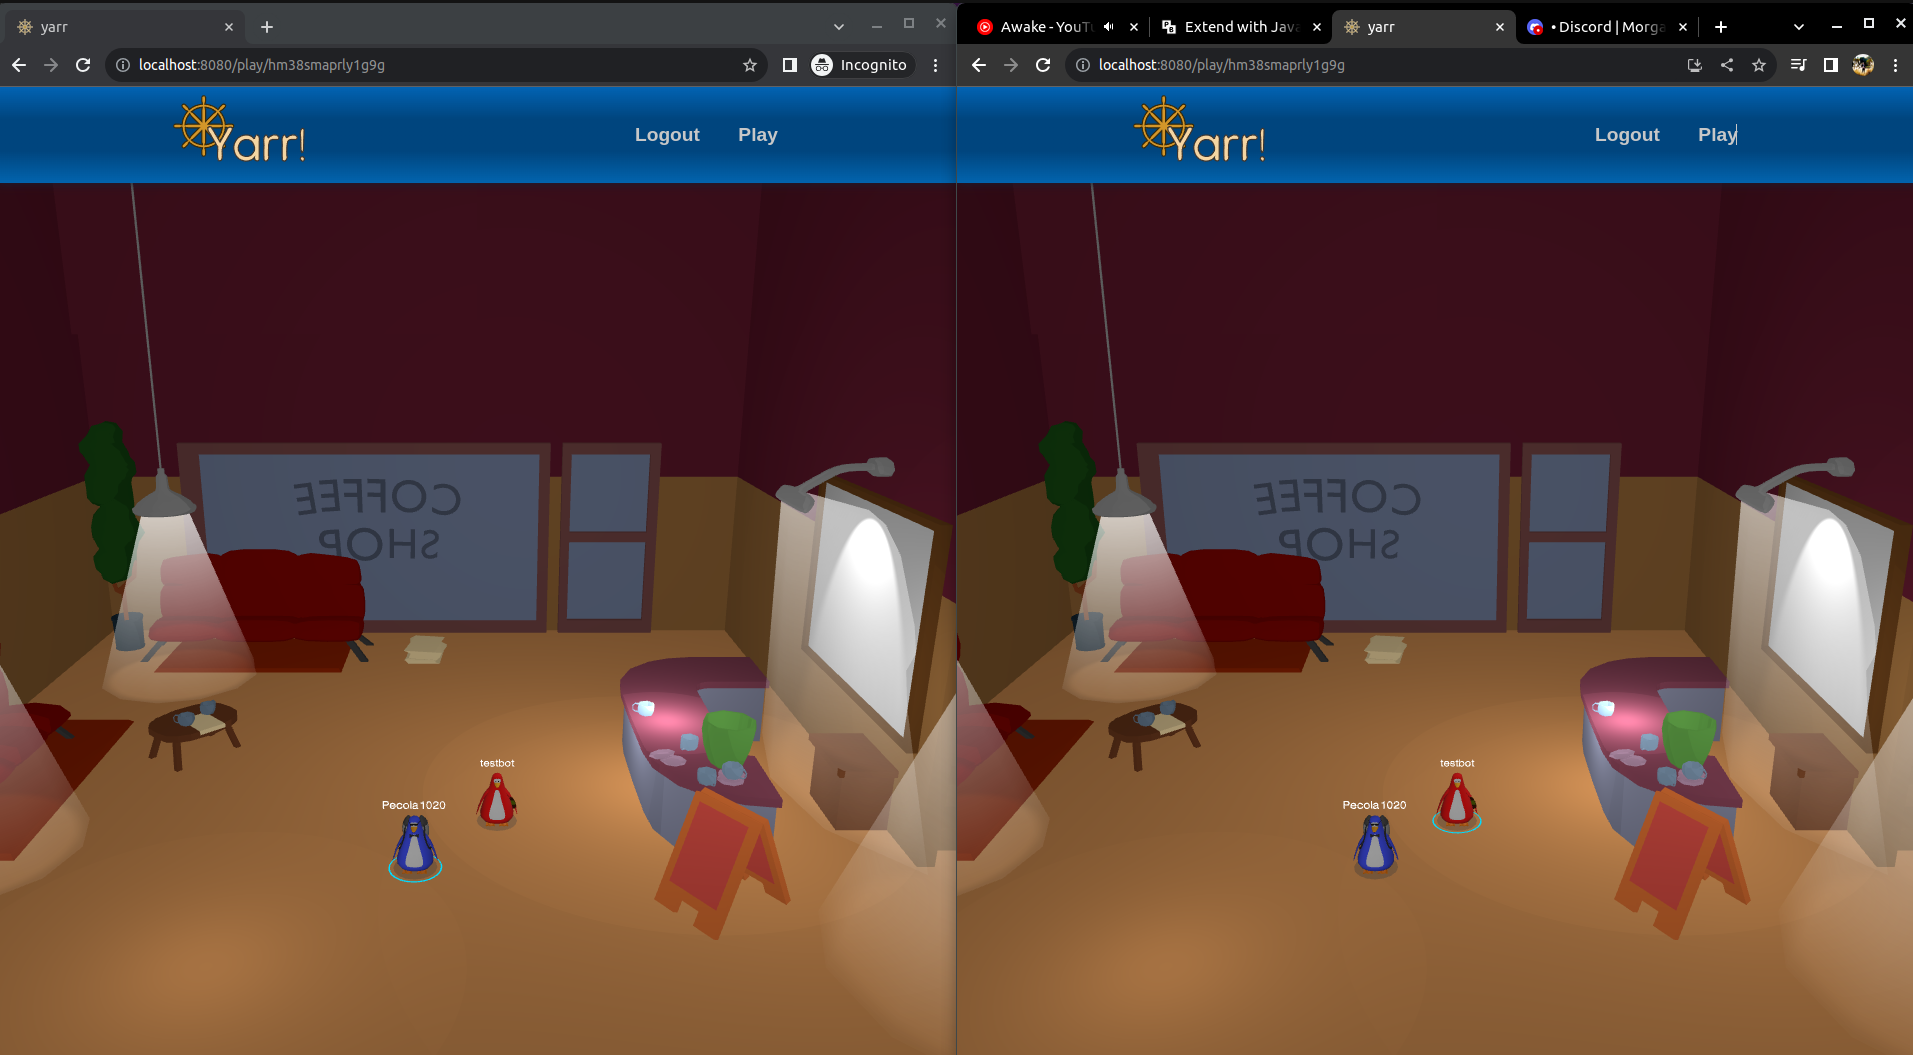 yarr
localhost:8080/play/hm38smaprly1g9g
Incognito
Yarr!
Logout
Play
COFFEE
SHOP
testbot
Pecola1020
Awake - YouTu
Extend with Java
yarr
• Discord | Morga
localhost:8080/play/hm38smaprly1g9g
Yarr!
Logout
Play
COFFEE
SHOP
testbot
Pecola1020